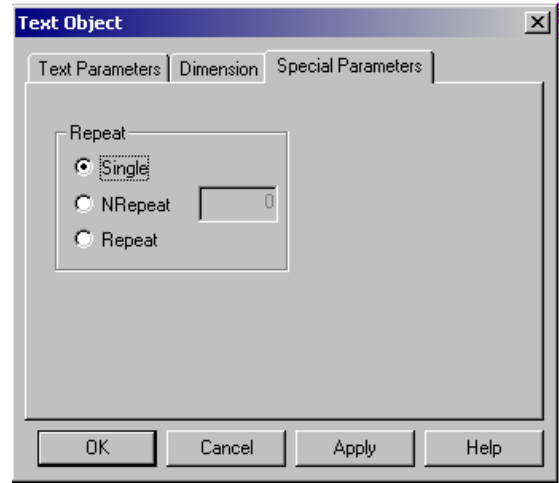 Text Object
Text Parameters Dimension Special Parameters
Repeat
Single
NRepeat 0
Repeat
OK Cancel Apply Help